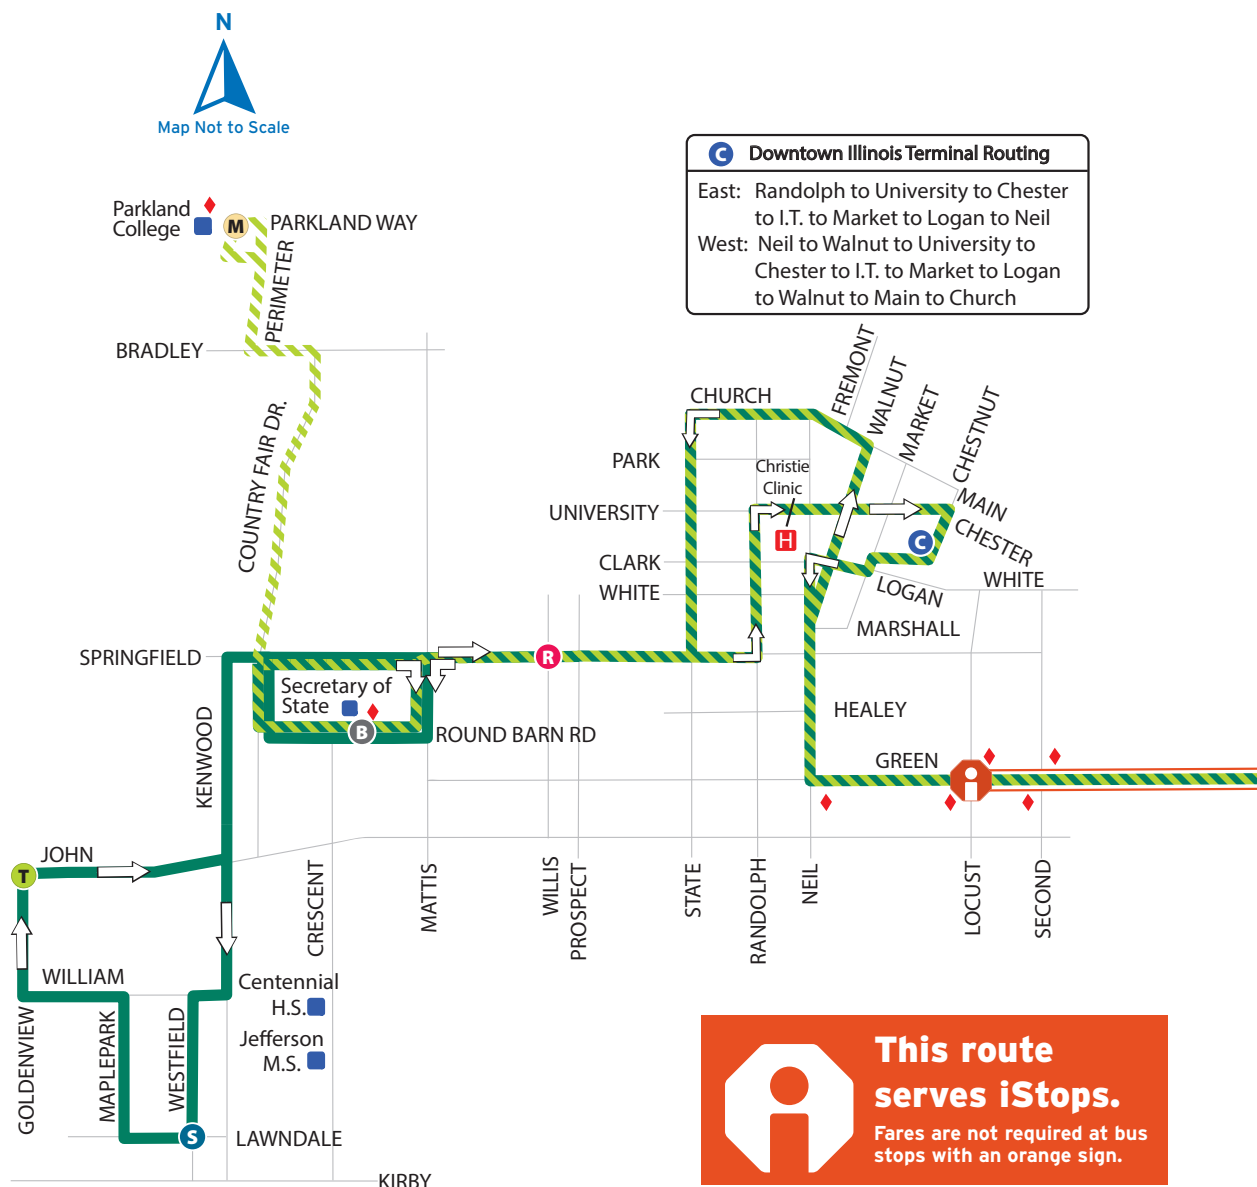 N
Map Not to Scale
C Downtown Illinois Terminal Routing
East: Randolph to University to Chester
to I.T. to Market to Logan to Neil
West: Neil to Walnut to University to
Chester to I.T. to Market to Logan
to Walnut to Main to Church
Parkland
College
M
PARKLAND WAY
PERIMETER
BRADLEY
COUNTRY FAIR DR.
FREMONT
WALNUT
MARKET
CHESTNUT
CHURCH
PARK
Christie
Clinic
UNIVERSITY
MAIN
CHESTER
H
C
CLARK
WHITE
LOGAN
WHITE
MARSHALL
SPRINGFIELD
R
Secretary of
State
B
ROUND BARN RD
KENWOOD
HEALEY
GREEN
i
JOHN
T
CRESCENT
MATTIS
WILLIS
PROSPECT
STATE
RANDOLPH
NEIL
LOCUST
SECOND
WILLIAM
Centennial
H.S.
Jefferson
M.S.
GOLDENVIEW
MAPLEPARK
WESTFIELD
S
LAWNDALE
KIRBY
i
This route
serves iStops.
Fares are not required at bus
stops with an orange sign.